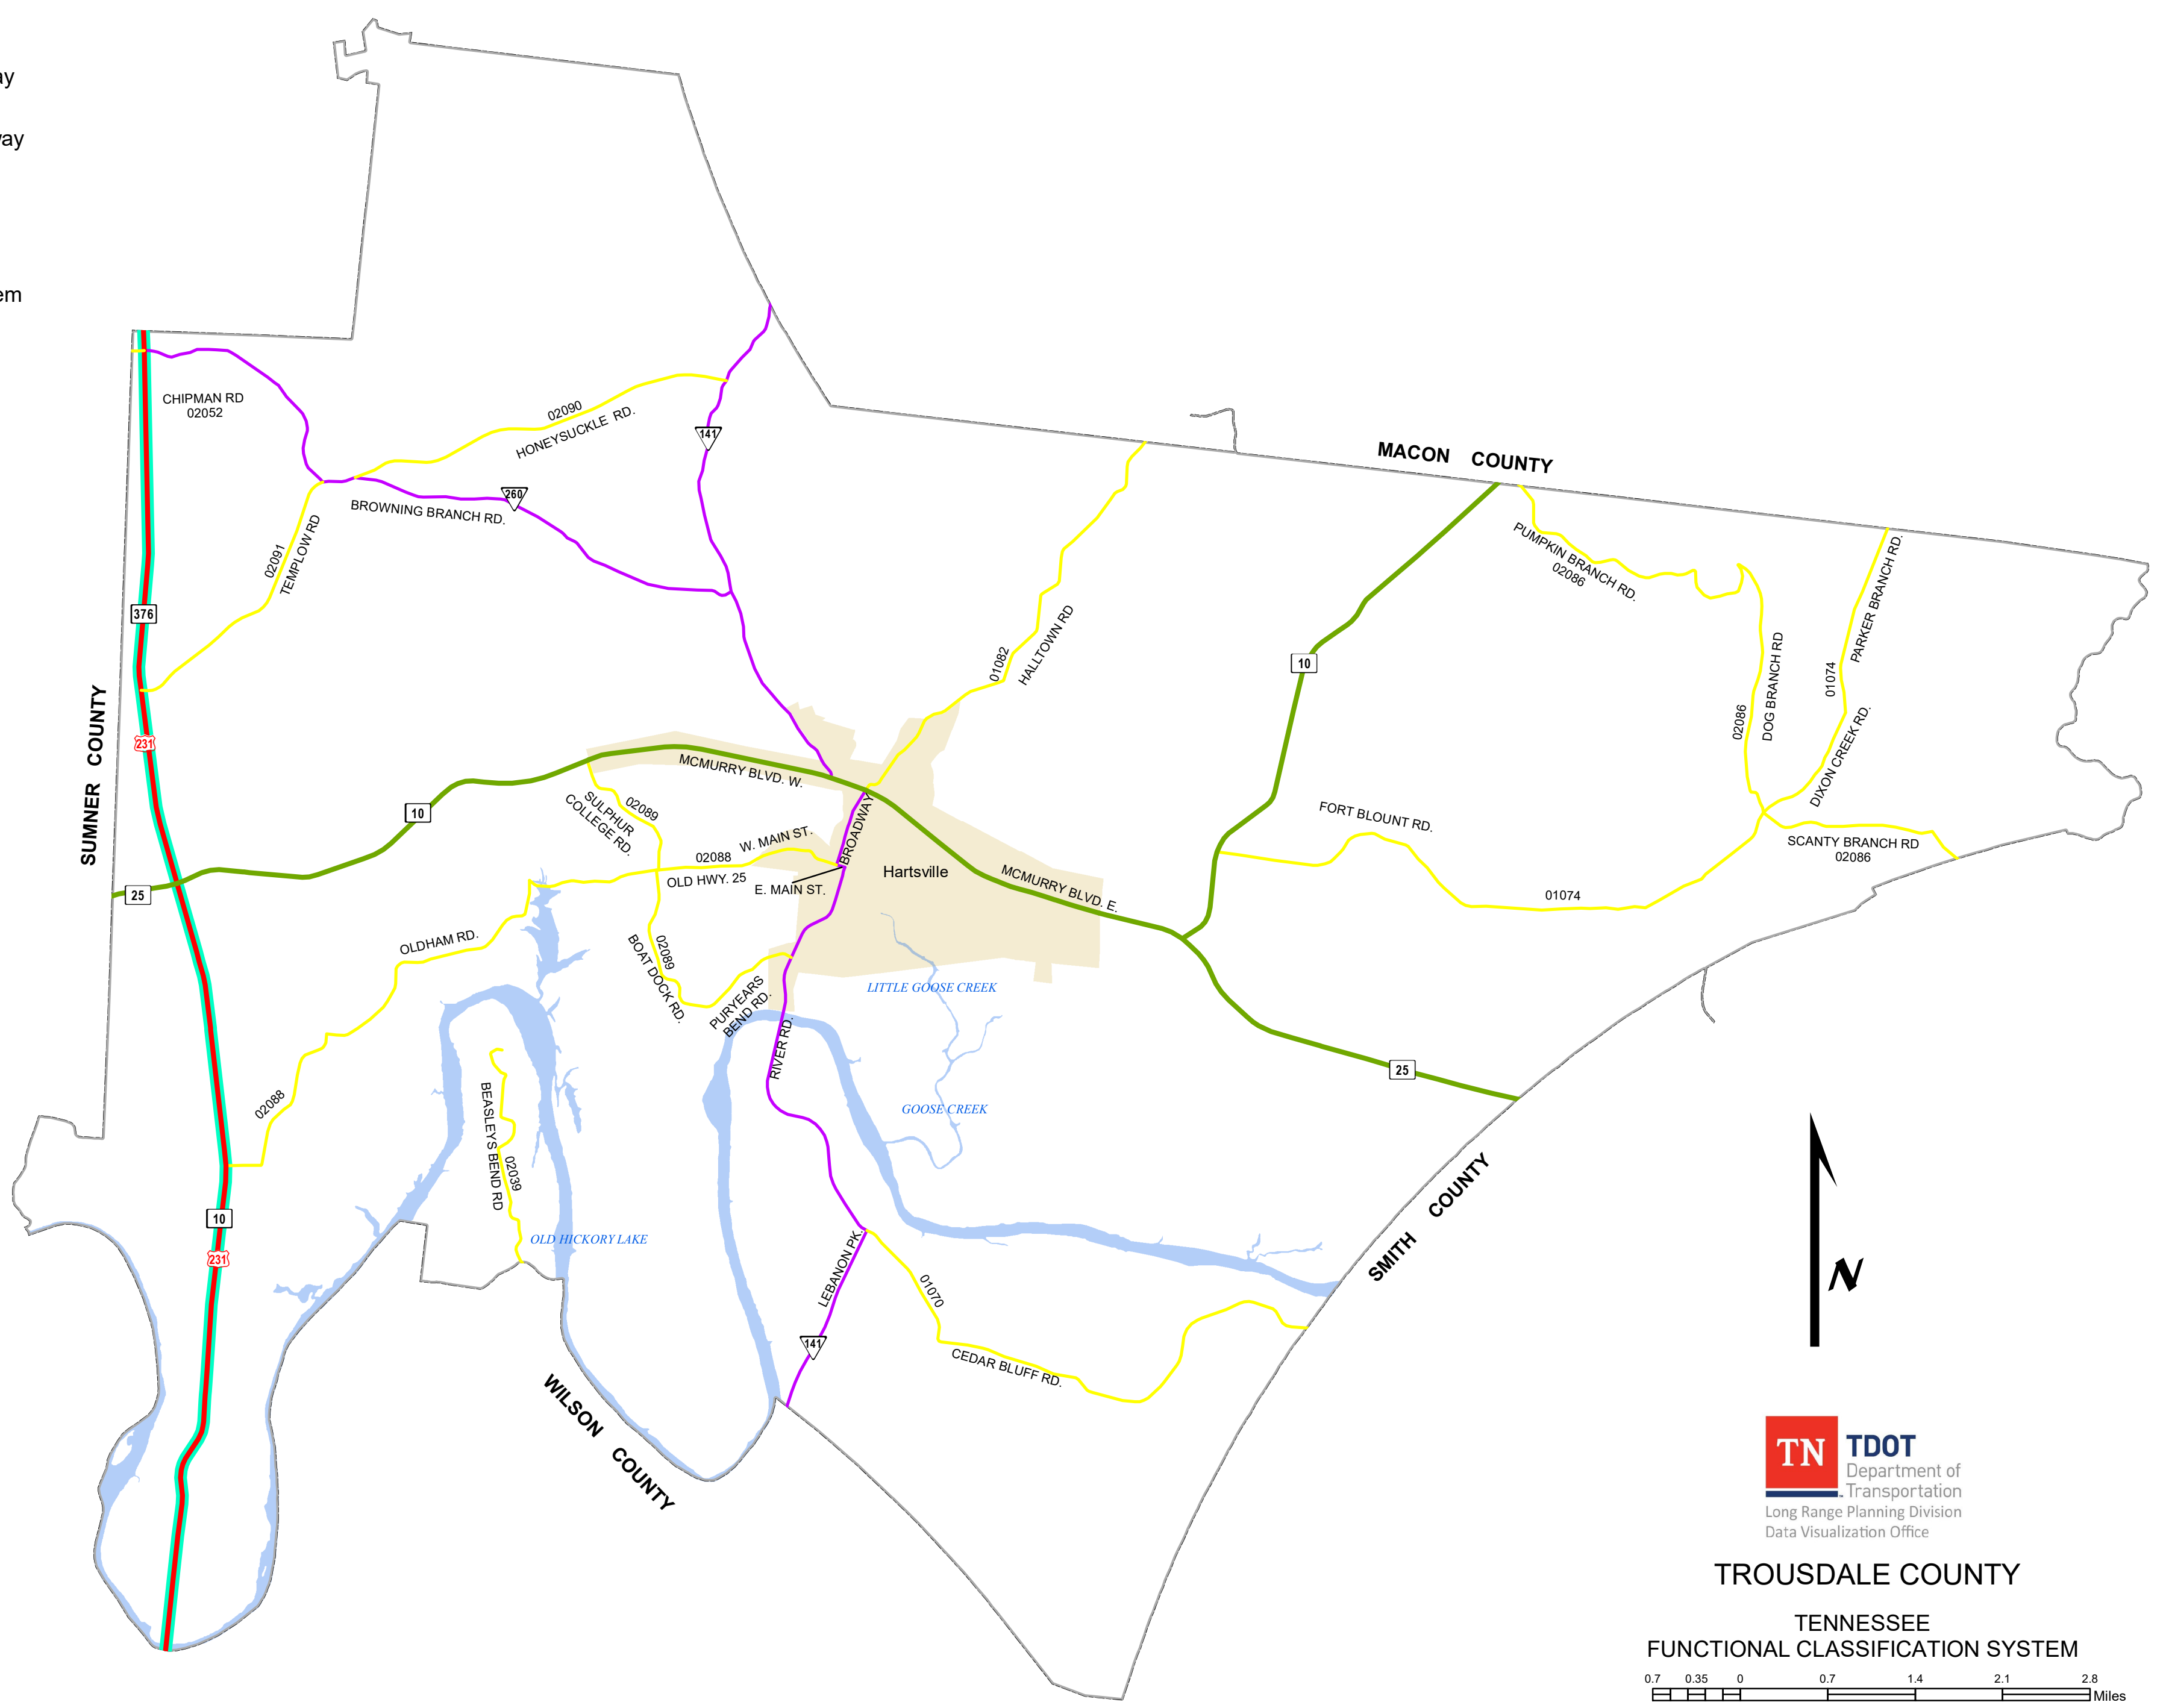 ay
way
em
CHIPMAN RD
02052
02090
HONEYSUCKLE RD.
141
260
BROWNING BRANCH RD.
02091
TEMPLOW RD
376
231
SUMNER COUNTY
MACON COUNTY
PUMPKIN BRANCH RD.
02086
PARKER BRANCH RD.
01074
01082
HALLTOWN RD
10
02086
DOG BRANCH RD
DIXON CREEK RD.
MCMURRY BLVD. W.
10
SULPHUR
COLLEGE RD.
02089
FORT BLOUNT RD.
SCANTY BRANCH RD
02086
W. MAIN ST.
BROADWAY
02088
OLD HWY. 25
E. MAIN ST.
Hartsville
MCMURRY BLVD. E.
25
01074
OLDHAM RD.
02089
BOAT DOCK RD.
PURYEARS
BEND RD.
LITTLE GOOSE CREEK
RIVER RD.
25
02088
BEASLEYS BEND RD
02039
GOOSE CREEK
10
231
OLD HICKORY LAKE
SMITH COUNTY
LEBANON PK.
01070
141
CEDAR BLUFF RD.
WILSON COUNTY
N
TN TDOT
Department of
Transportation
Long Range Planning Division
Data Visualization Office
TROUSDALE COUNTY
TENNESSEE
FUNCTIONAL CLASSIFICATION SYSTEM
0.7 0.35 0 0.7 1.4 2.1 2.8
Miles